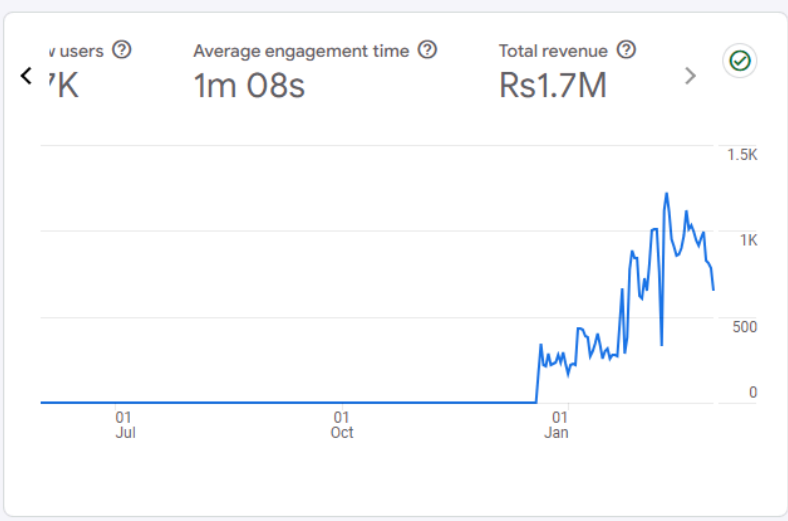 users
Average engagement time
Total revenue
K
1m 08s
Rs1.7M
1.5K
1K
500
0
01
Jul
01
Oct
01
Jan